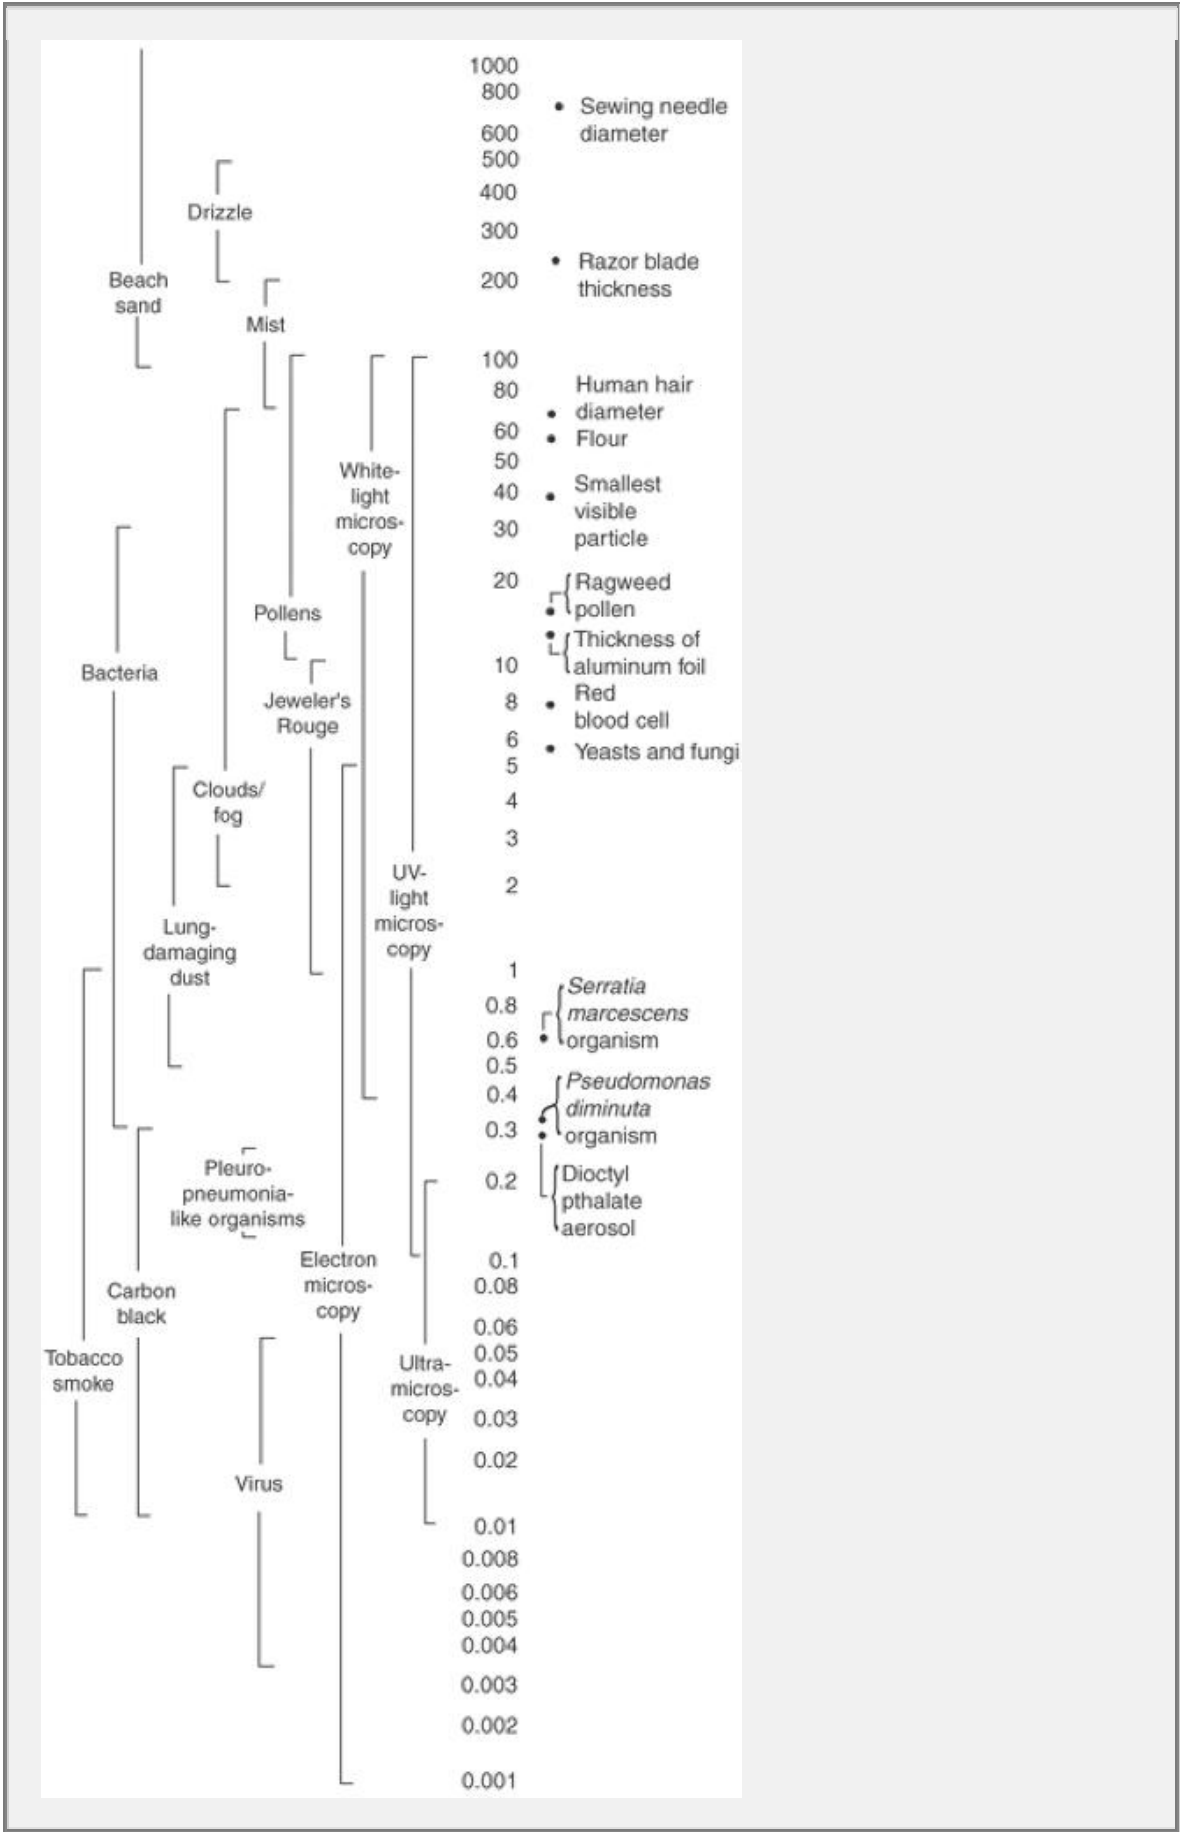 1000
800
Sewing needle
diameter
600
500
400
Drizzle
300
Razor blade
thickness
200
Beach
sand
Mist
100
80
Human hair
diameter
60
Flour
50
White-
light
micros-
copy
40
Smallest
visible
particle
30
20
Ragweed
pollen
Pollens
Thickness of
aluminum foil
10
Bacteria
Jeweler's
Rouge
8
Red
blood cell
6
Yeasts and fungi
5
Clouds/
fog
4
3
UV-
light
micros-
copy
2
Lung-
damaging
dust
1
Serratia
marcescens
organism
0.8
0.6
0.5
0.4
Pseudomonas
diminuta
organism
0.3
Pleuro-
pneumonia-
like organisms
0.2
Dioctyl
pthalate
aerosol
Electron
micros-
copy
0.1
0.08
Carbon
black
0.06
0.05
Tobacco
smoke
Ultra-
micros-
copy
0.04
0.03
0.02
Virus
0.01
0.008
0.006
0.005
0.004
0.003
0.002
0.001